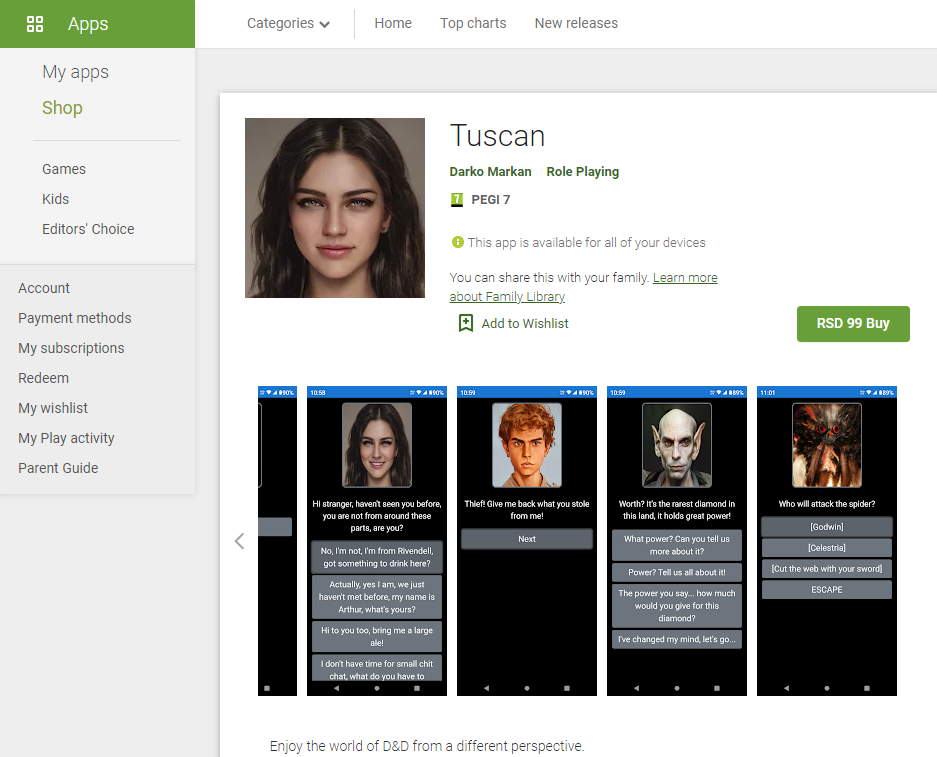 Apps
Categories
Home
Top charts
New releases
My apps
Shop
Games
Kids
Editors' Choice
Account
Payment methods
My subscriptions
Redeem
My wishlist
My Play activity
Parent Guide
Tuscan
Darko Markan Role Playing
7 PEGI 7
This app is available for all of your devices
You can share this with your family. Learn more
about Family Library
Add to Wishlist
RSD 99 Buy
90%
10:58 90%
Hi stranger, haven't seen you before,
you are not from around these
parts, are you?
No, I'm not, I'm from Rivendell,
got something to drink here?
Actually, yes I am, we just
haven't met before, my name is
Arthur, what's yours?
Hi to you too, bring me a large
ale!
I don't have time for small chit
chat, what do you have to
10:59 90%
Thief! Give me back what you stole
from me!
Next
10:59 89%
Worth? It's the rarest diamond in
this land, it holds great power!
What power? Can you tell us
more about it?
Power? Tell us all about it!
The power you say... how much
would you give for this
diamond?
I've changed my mind, let's go...
11:01 89%
Who will attack the spider?
[Godwin]
[Celestria]
[Cut the web with your sword]
ESCAPE
Enjoy the world of D&D from a different perspective.